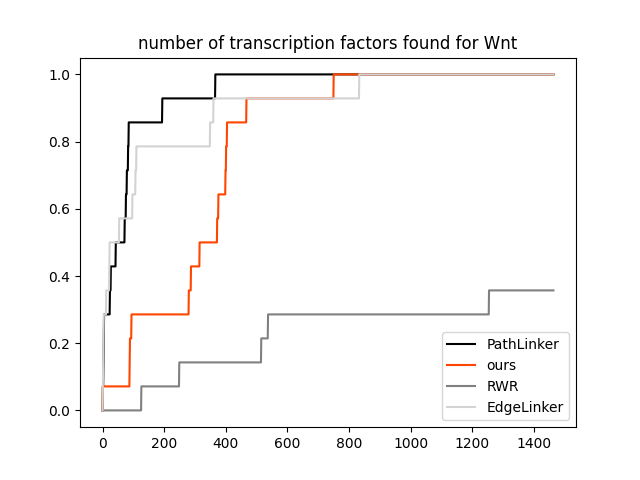 number of transcription factors found for Wnt
1.0
0.8
0.6
0.4
0.2
0.0
PathLinker
ours
RWR
EdgeLinker
0 200 400 600 800 1000 1200 1400